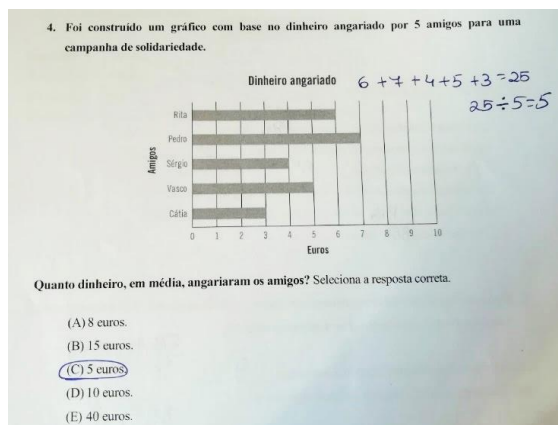 4. Foi construído um gráfico com base no dinheiro angariado por 5 amigos para uma
campanha de solidariedade.
Dinheiro angariado
6 + 7 + 4 + 5 + 3 = 25
25 ÷ 5 = 5
Amigos
Rita
Pedro
Sérgio
Vasco
Cátia
0 1 2 3 4 5 6 7 8 9 10
Euros
Quanto dinheiro, em média, angariaram os amigos? Seleciona a resposta correta.
(A) 8 euros.
(B) 15 euros.
(C) 5 euros.
(D) 10 euros.
(E) 40 euros.